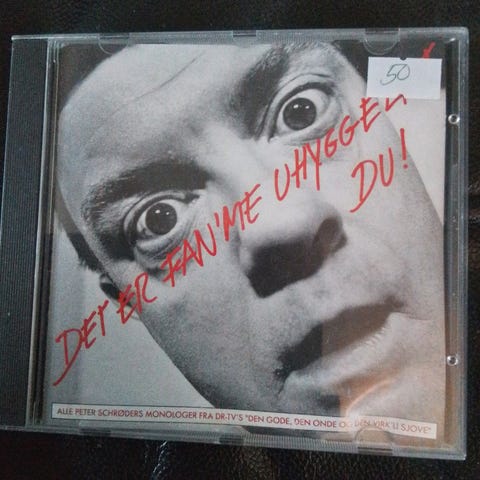 50
DET ER FAN'ME UHYGGEL
DU!
ALLE PETER SCHRØDERS MONOLOGER FRA DR-TV'S "DEN GODE, DEN ONDE OG DEN VIRK'LI SJOVE"